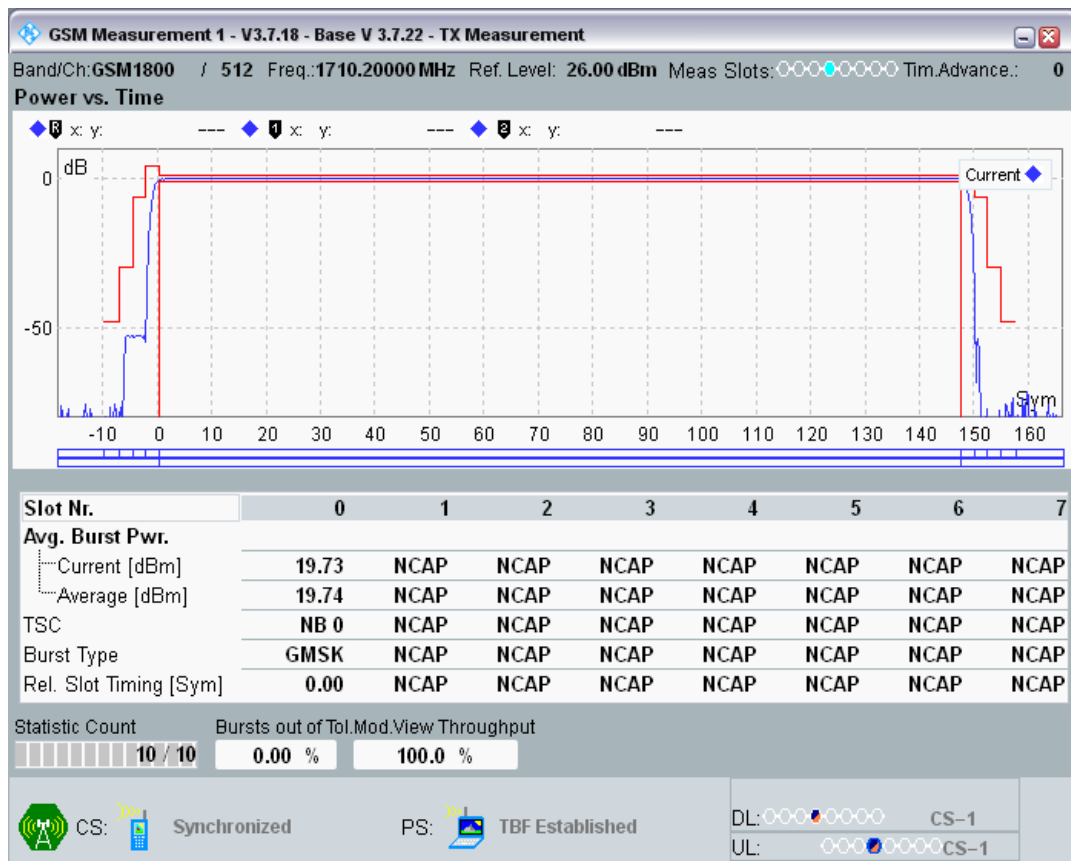 GSM Measurement 1 - V3.7.18 - Base V 3.7.22 - TX Measurement
Band/Ch:GSM1800 / 512 Freq.:1710.20000 MHz Ref. Level: 26.00 dBm Meas Slots: Tim.Advance.: 0
Power vs. Time
R x: y: --- 1 x: y: --- 2 x: y: ---
dB
Current
0
-50
Sym
-10 0 10 20 30 40 50 60 70 80 90 100 110 120 130 140 150 160
Slot Nr. 0 1 2 3 4 5 6 7
Avg. Burst Pwr.
Current [dBm] 19.73 NCAP NCAP NCAP NCAP NCAP NCAP NCAP
Average [dBm] 19.74 NCAP NCAP NCAP NCAP NCAP NCAP NCAP
TSC NB 0 NCAP NCAP NCAP NCAP NCAP NCAP NCAP
Burst Type GMSK NCAP NCAP NCAP NCAP NCAP NCAP NCAP
Rel. Slot Timing [Sym] 0.00 NCAP NCAP NCAP NCAP NCAP NCAP NCAP
Statistic Count Bursts out of Tol.Mod.View Throughput
10 / 10 0.00 % 100.0 %
CS: Synchronized PS: TBF Established
DL: CS-1
UL: CS-1